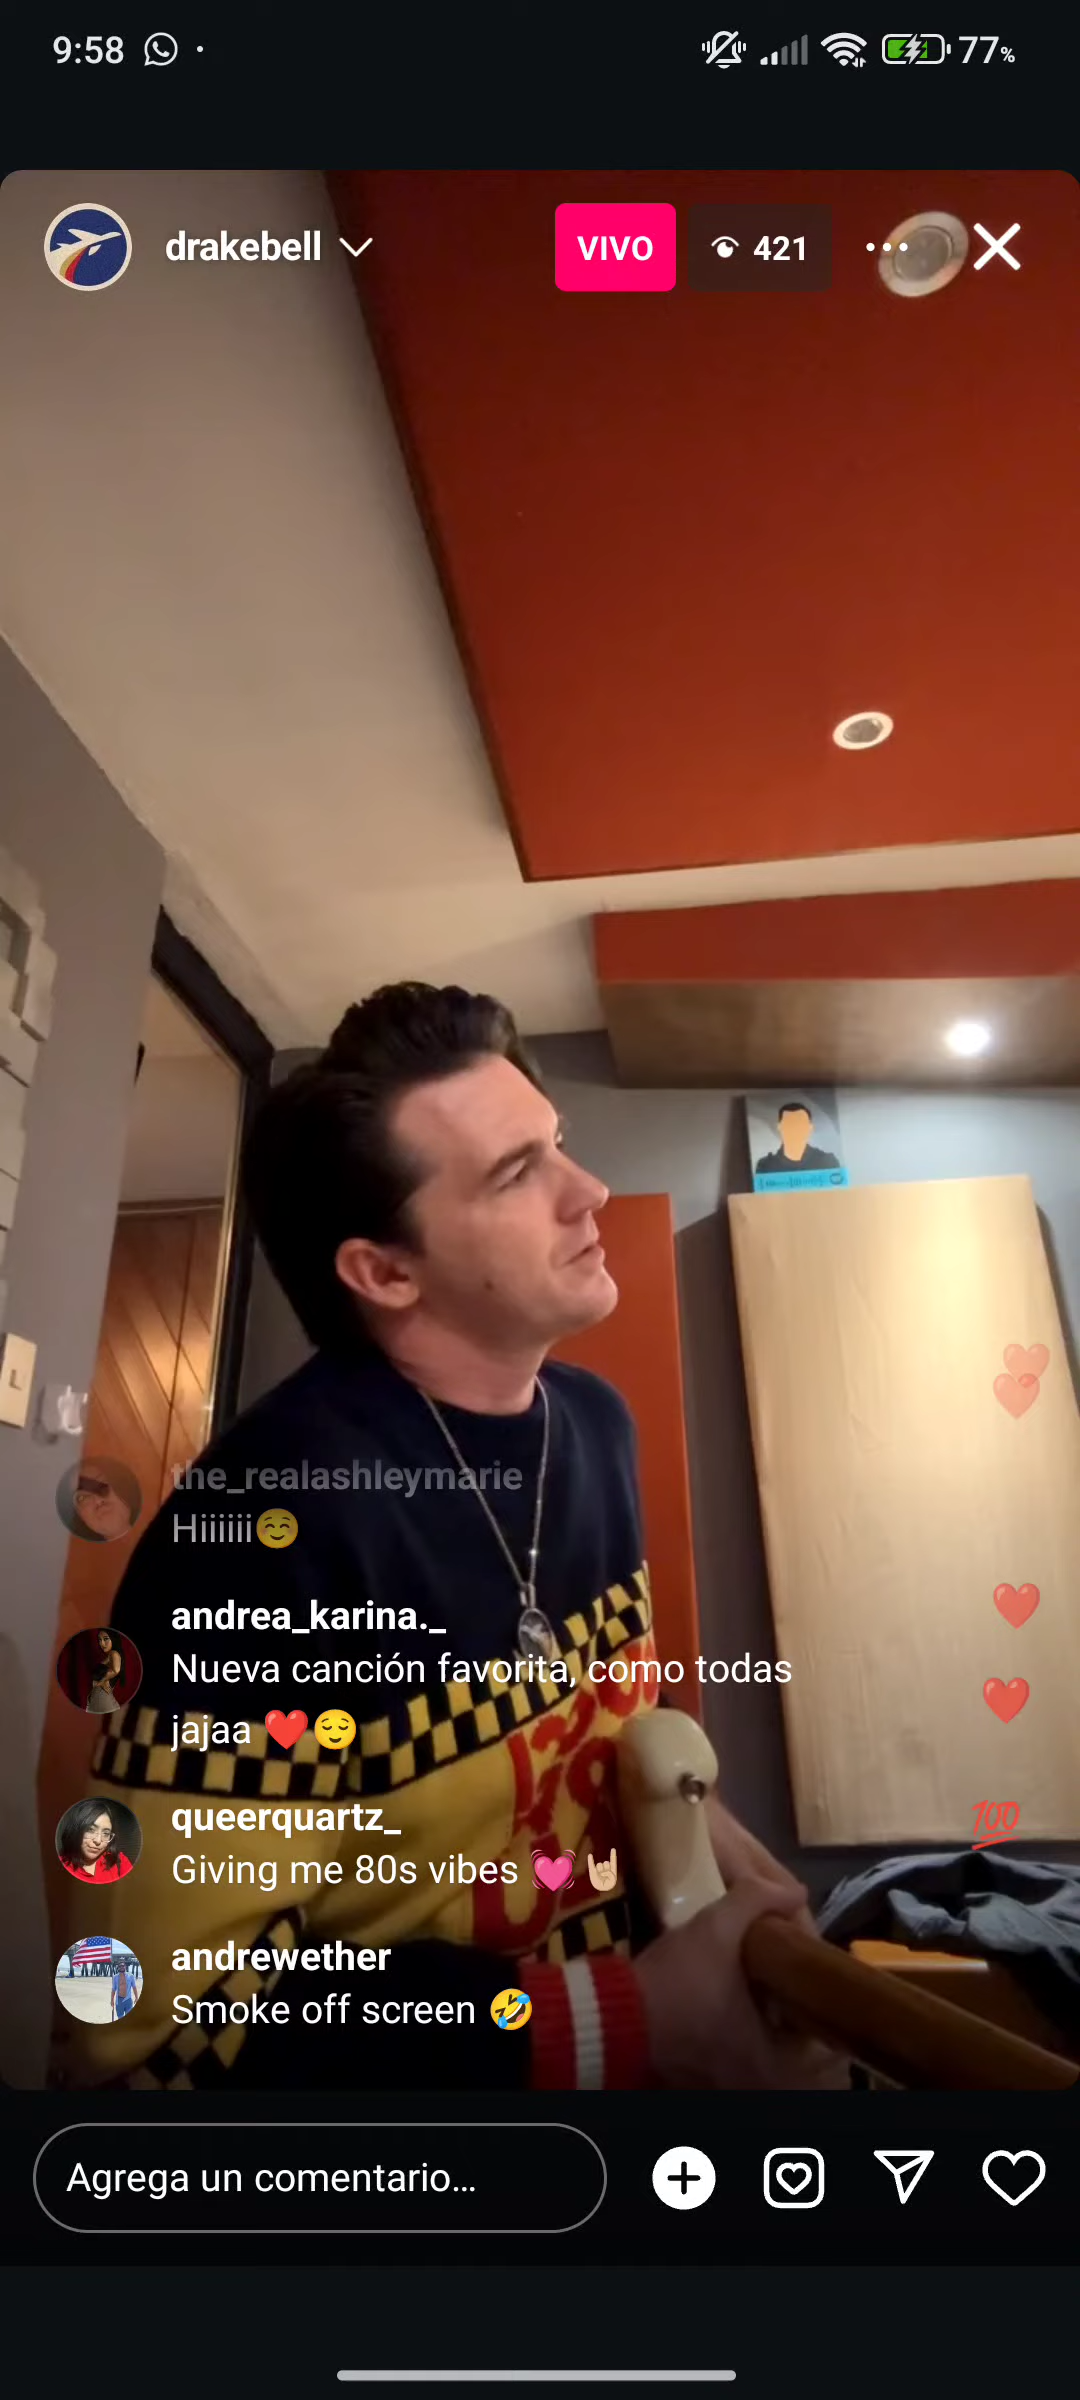 9:58
77%
drakebell
VIVO
421
the_realashleymarie
Hiiiiii☺️
andrea_karina._
Nueva canción favorita, como todas
jajaa ❤️😌
queerquartz_
Giving me 80s vibes 💓🤘🏼
andrewether
Smoke off screen 🤣
💯
Agrega un comentario...